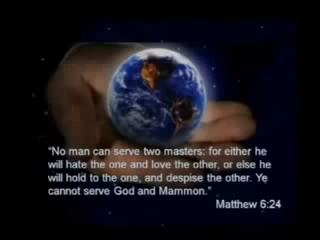 “No man can serve two masters: for either he
will hate the one and love the other, or else he
will hold to the one, and despise the other. Ye
cannot serve God and Mammon.”
Matthew 6:24